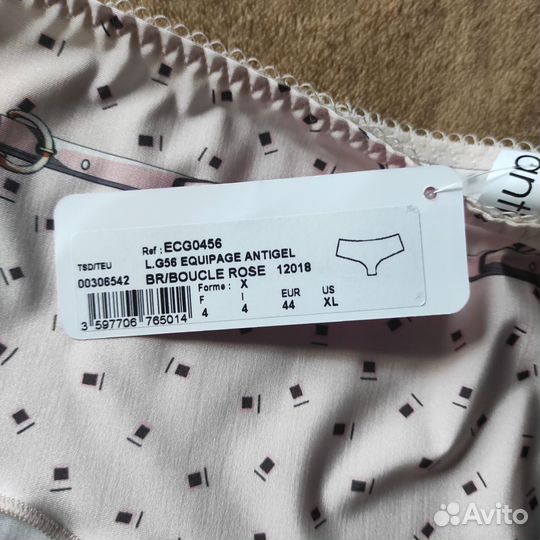 Ref : ECG0456
L.G56 EQUIPAGE ANTIGEL
BR/BOUCLE ROSE 12018
TSD/TEU
00306542
Forme : X
F I EUR US
4 4 44 XL
3 597706 765014
anti
Avito